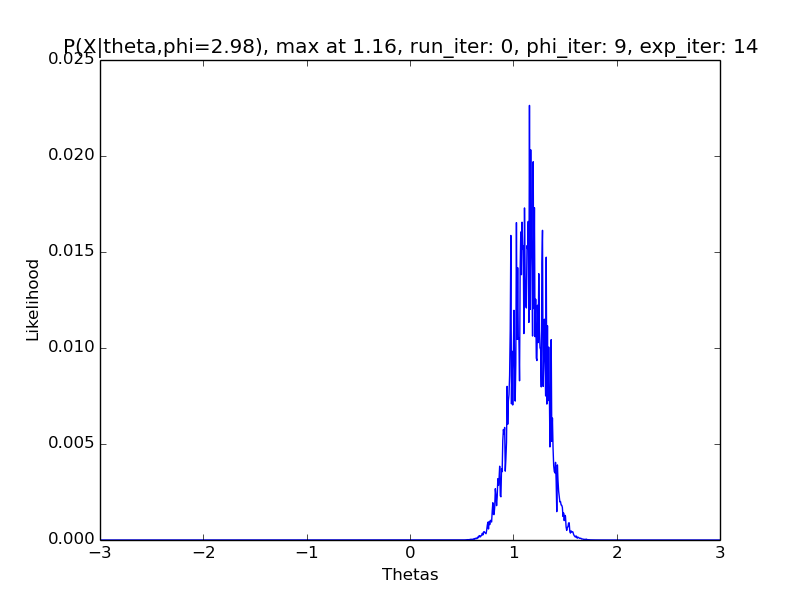 P(X|theta,phi=2.98), max at 1.16, run_iter: 0, phi_iter: 9, exp_iter: 14
0.025
0.020
0.015
0.010
0.005
0.000
Likelihood
−3 −2 −1 0 1 2 3
Thetas